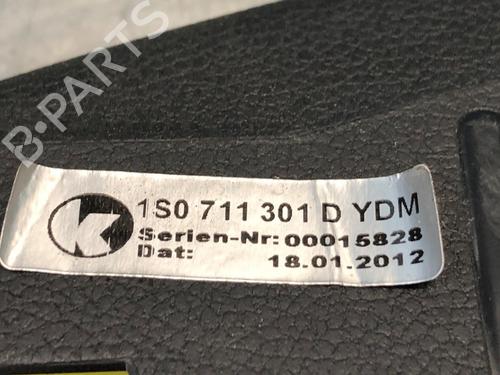 B-PARTS
K
1S0 711 301 D YDM
Serien-Nr: 00015828
Dat: 18.01.2012